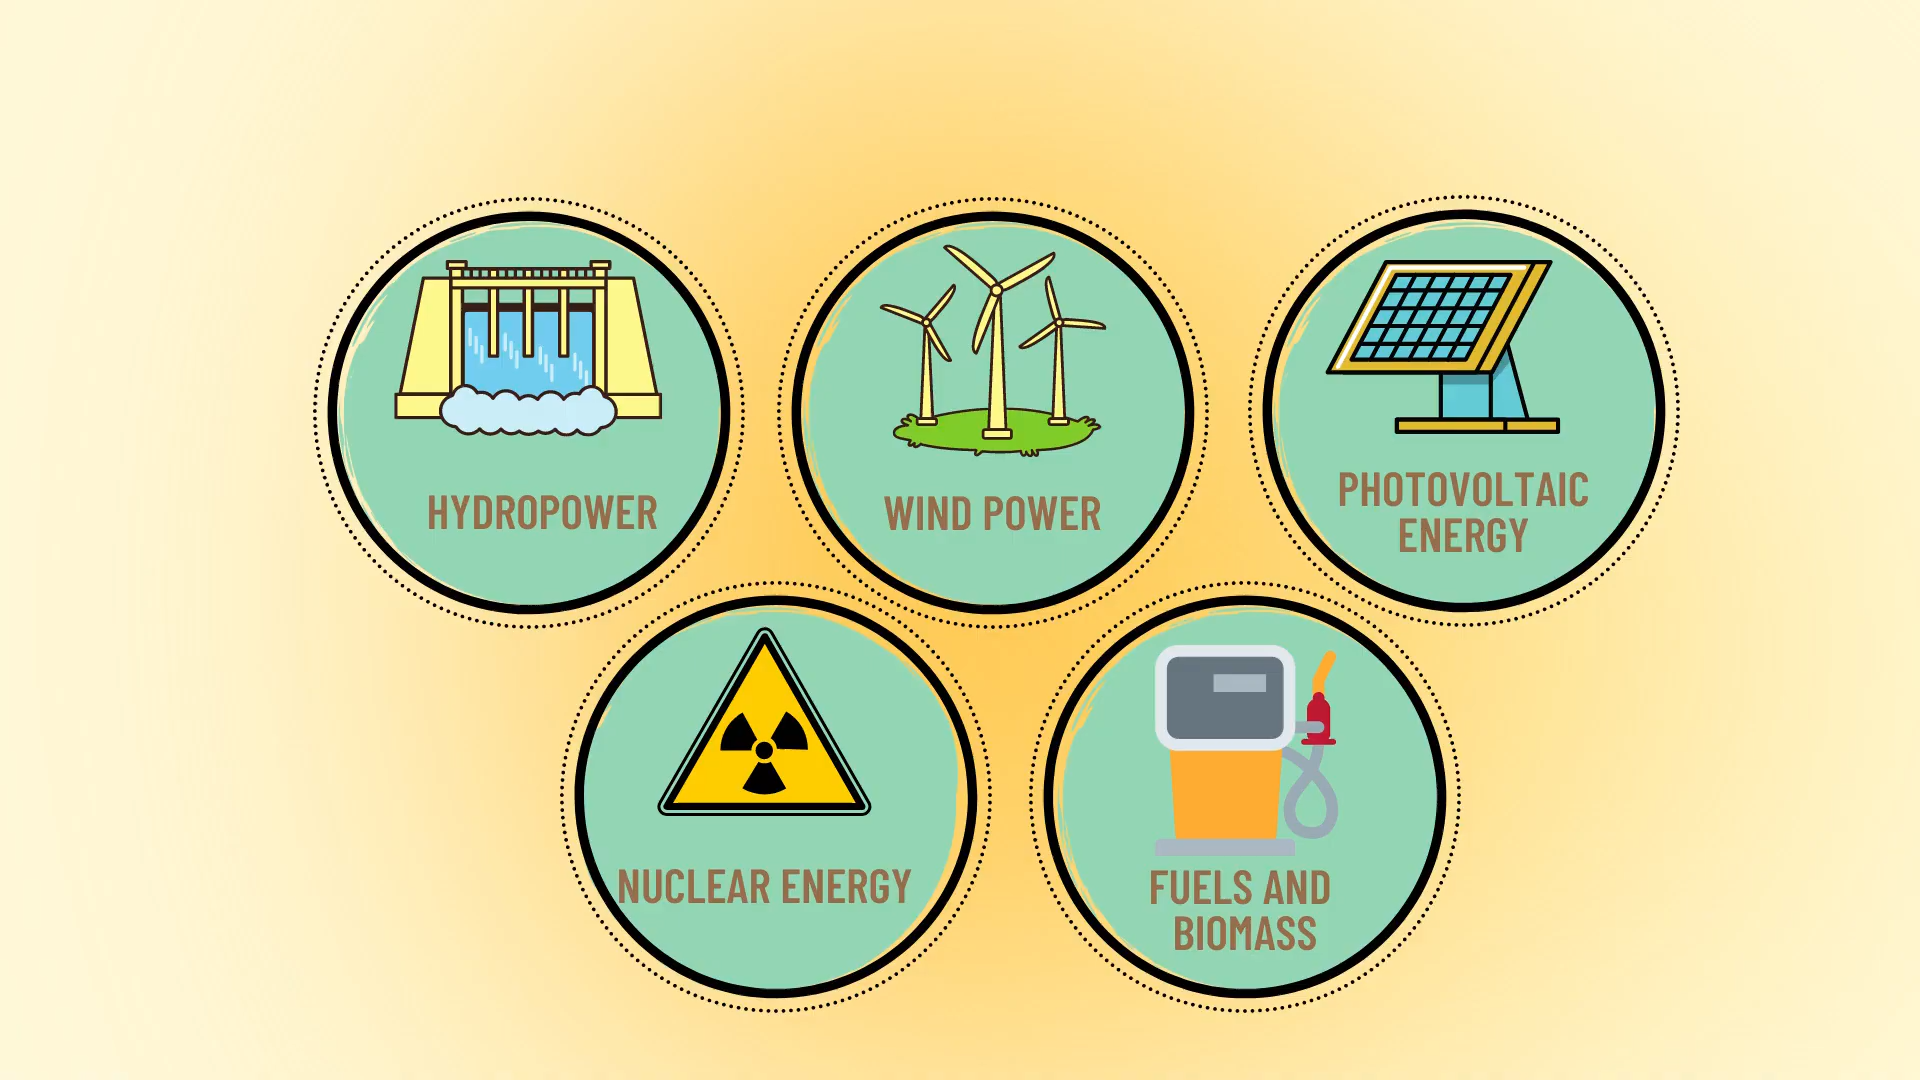 HYDROPOWER
WIND POWER
PHOTOVOLTAIC
ENERGY
NUCLEAR ENERGY
FUELS AND
BIOMASS